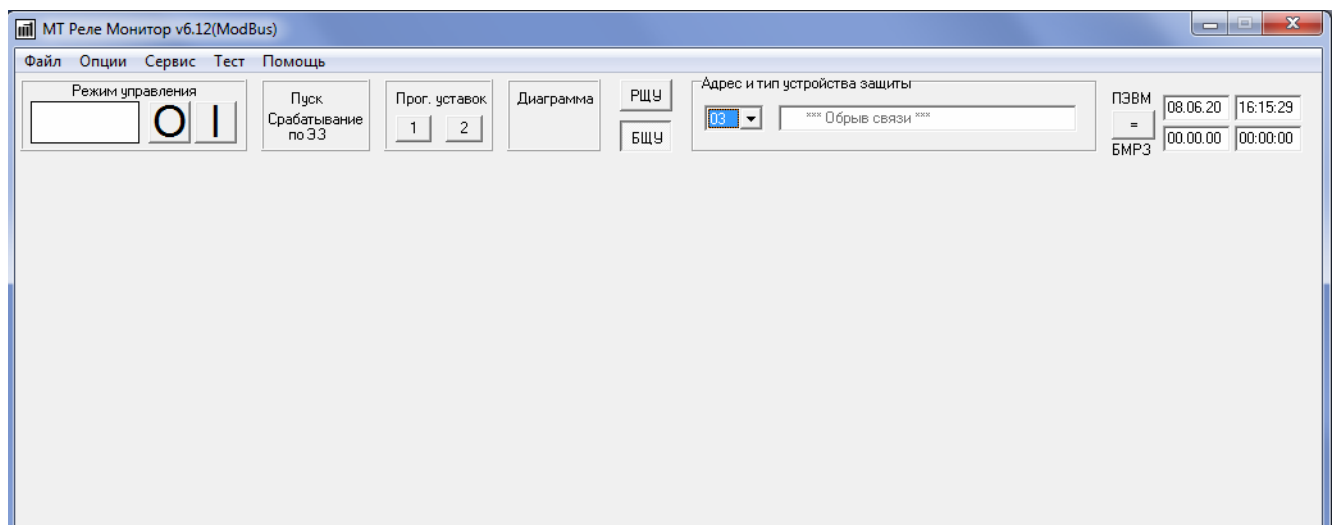 МТ Реле Монитор v6.12(ModBus)
Файл Опции Сервис Тест Помощь
Режим управления
O I
Пуск
Срабатывание
по ЗЗ
Прог. уставок
1 2
Диаграмма
РЩУ
БЩУ
Адрес и тип устройства защиты
03 *** Обрыв связи ***
ПЭВМ
=
БМРЗ
08.06.20 16:15:29
00.00.00 00:00:00